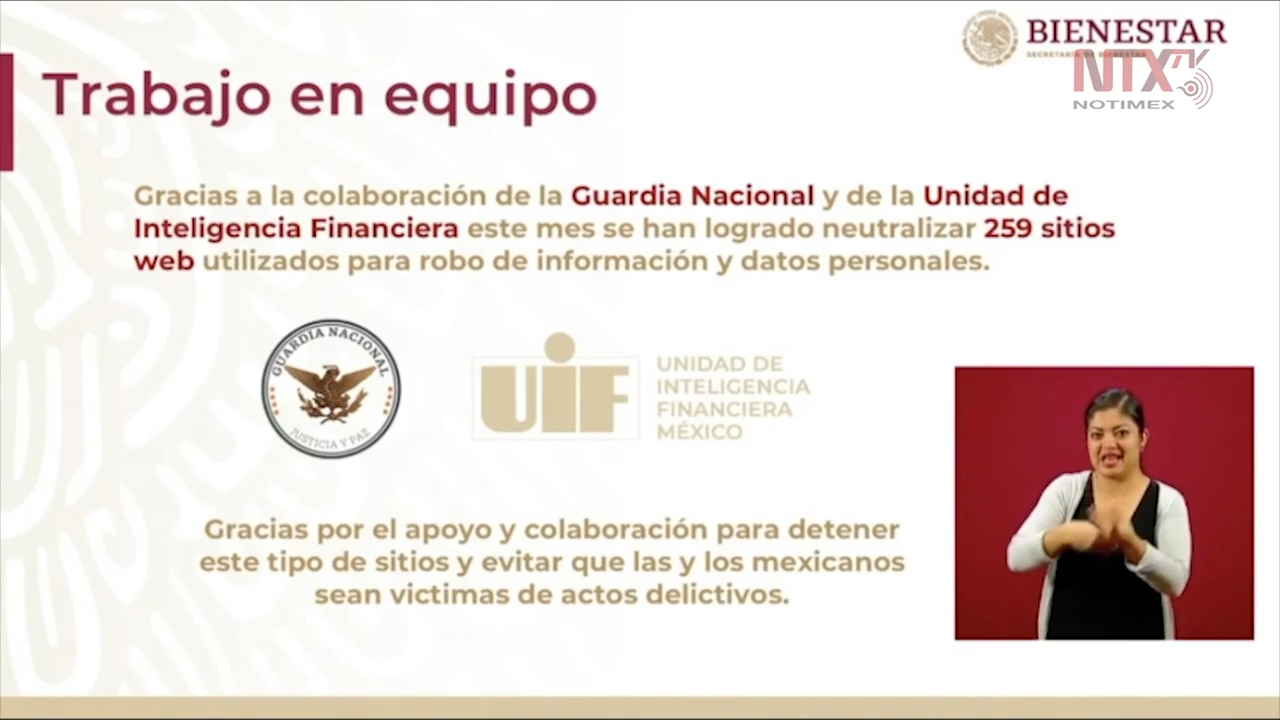 BIENESTAR
SECRETARÍA DE BIENESTAR
NTX
NOTIMEX
Trabajo en equipo
Gracias a la colaboración de la Guardia Nacional y de la Unidad de
Inteligencia Financiera este mes se han logrado neutralizar 259 sitios
web utilizados para robo de información y datos personales.
GUARDIA NACIONAL
JUSTICIA Y PAZ
UIF
UNIDAD DE
INTELIGENCIA
FINANCIERA
MÉXICO
Gracias por el apoyo y colaboración para detener
este tipo de sitios y evitar que las y los mexicanos
sean victimas de actos delictivos.